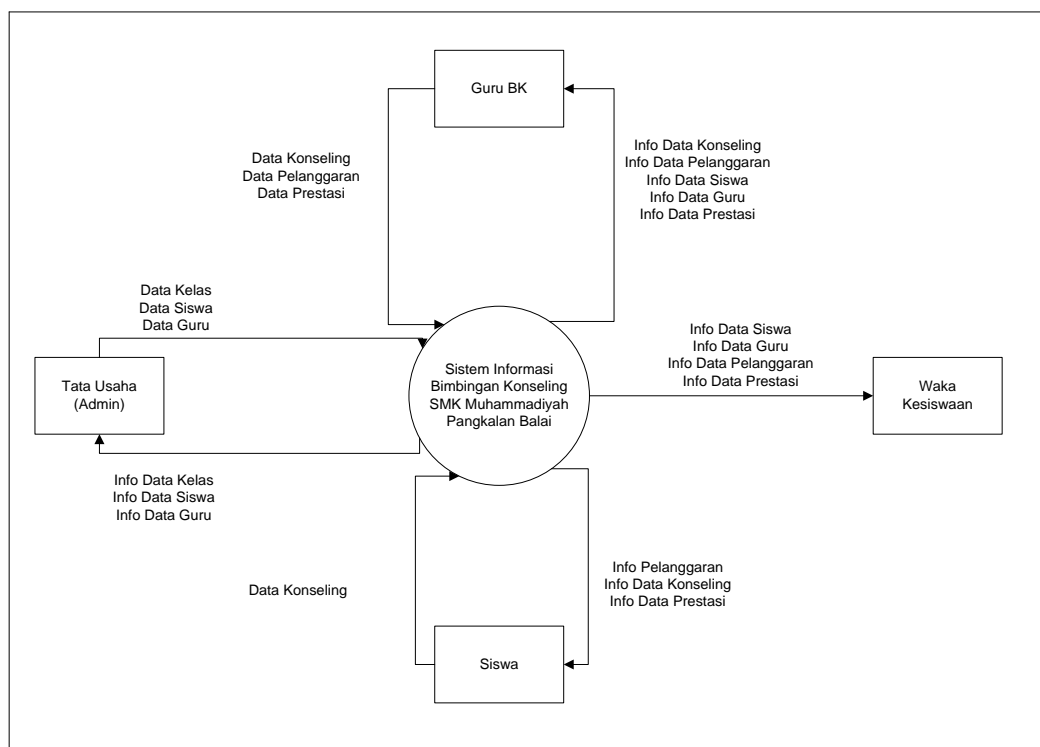 Guru BK
Data Konseling
Data Pelanggaran
Data Prestasi
Info Data Konseling
Info Data Pelanggaran
Info Data Siswa
Info Data Guru
Info Data Prestasi
Data Kelas
Data Siswa
Data Guru
Tata Usaha
(Admin)
Sistem Informasi
Bimbingan Konseling
SMK Muhammadiyah
Pangkalan Balai
Info Data Siswa
Info Data Guru
Info Data Pelanggaran
Info Data Prestasi
Waka
Kesiswaan
Info Data Kelas
Info Data Siswa
Info Data Guru
Data Konseling
Info Pelanggaran
Info Data Konseling
Info Data Prestasi
Siswa